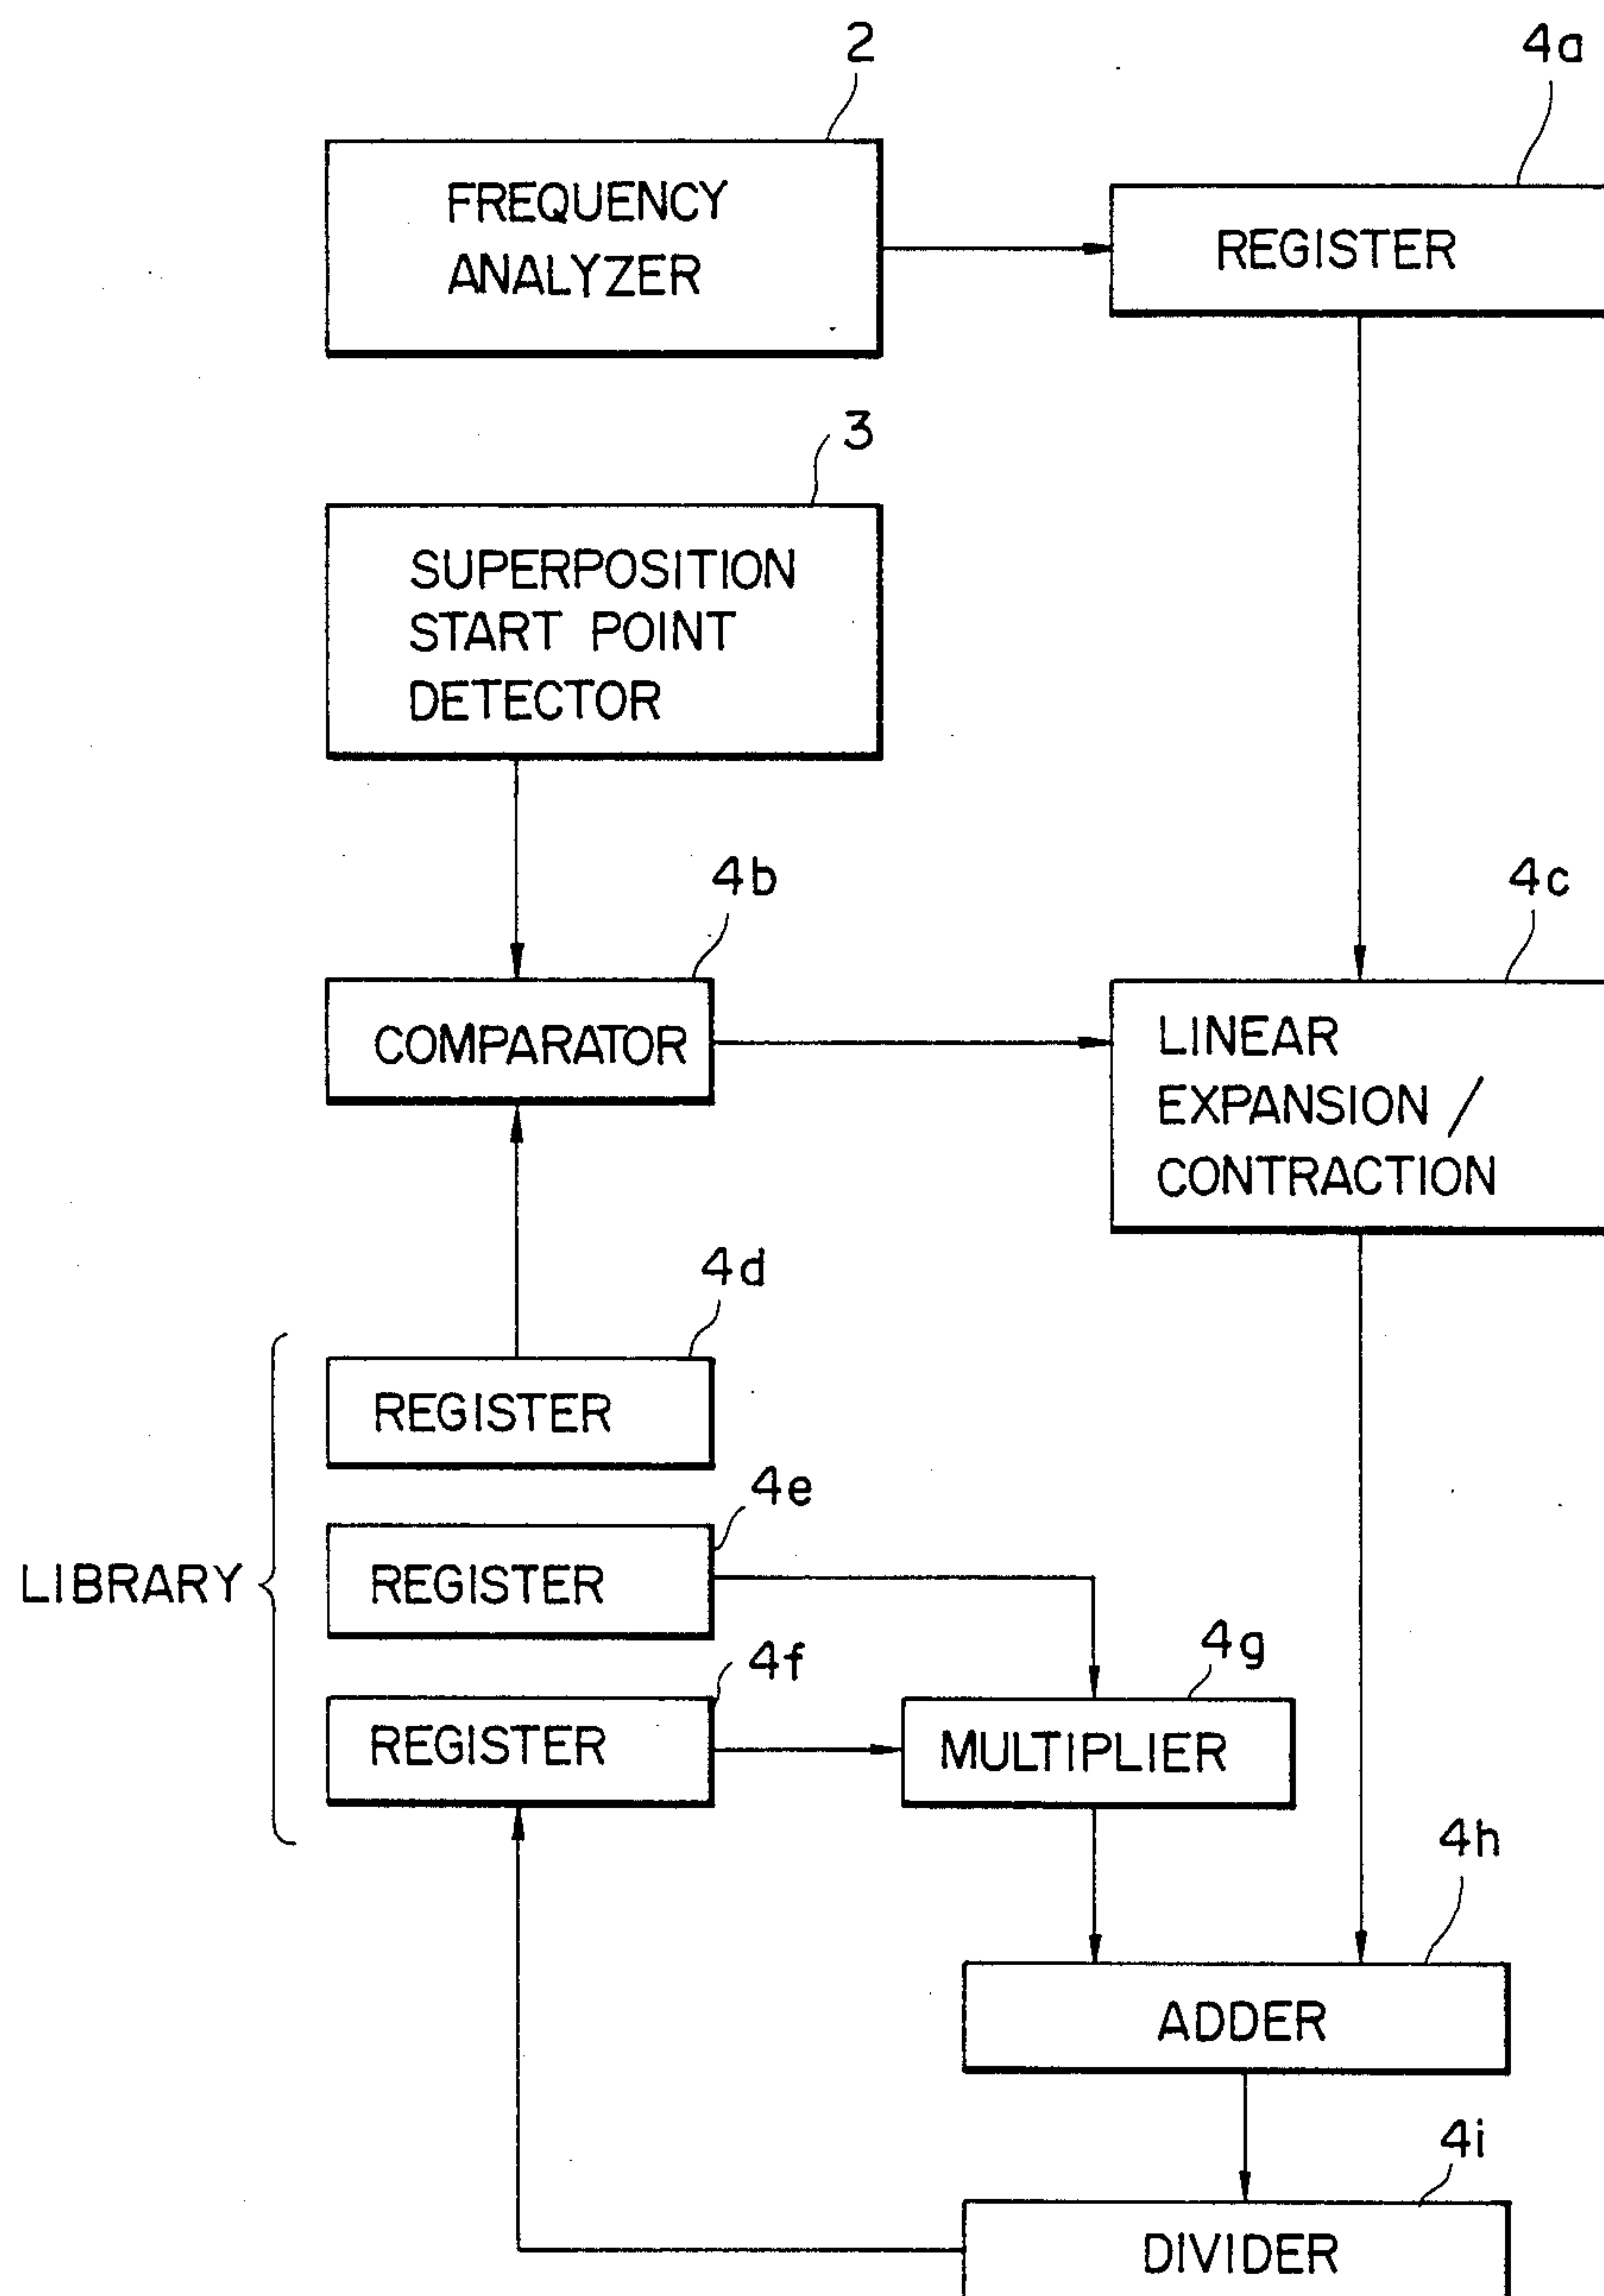 2
4a
FREQUENCY
ANALYZER
REGISTER
3
SUPERPOSITION
START POINT
DETECTOR
4b
4c
COMPARATOR
LINEAR
EXPANSION /
CONTRACTION
4d
REGISTER
4e
LIBRARY
REGISTER
4f
4g
REGISTER
MULTIPLIER
4h
ADDER
4i
DIVIDER